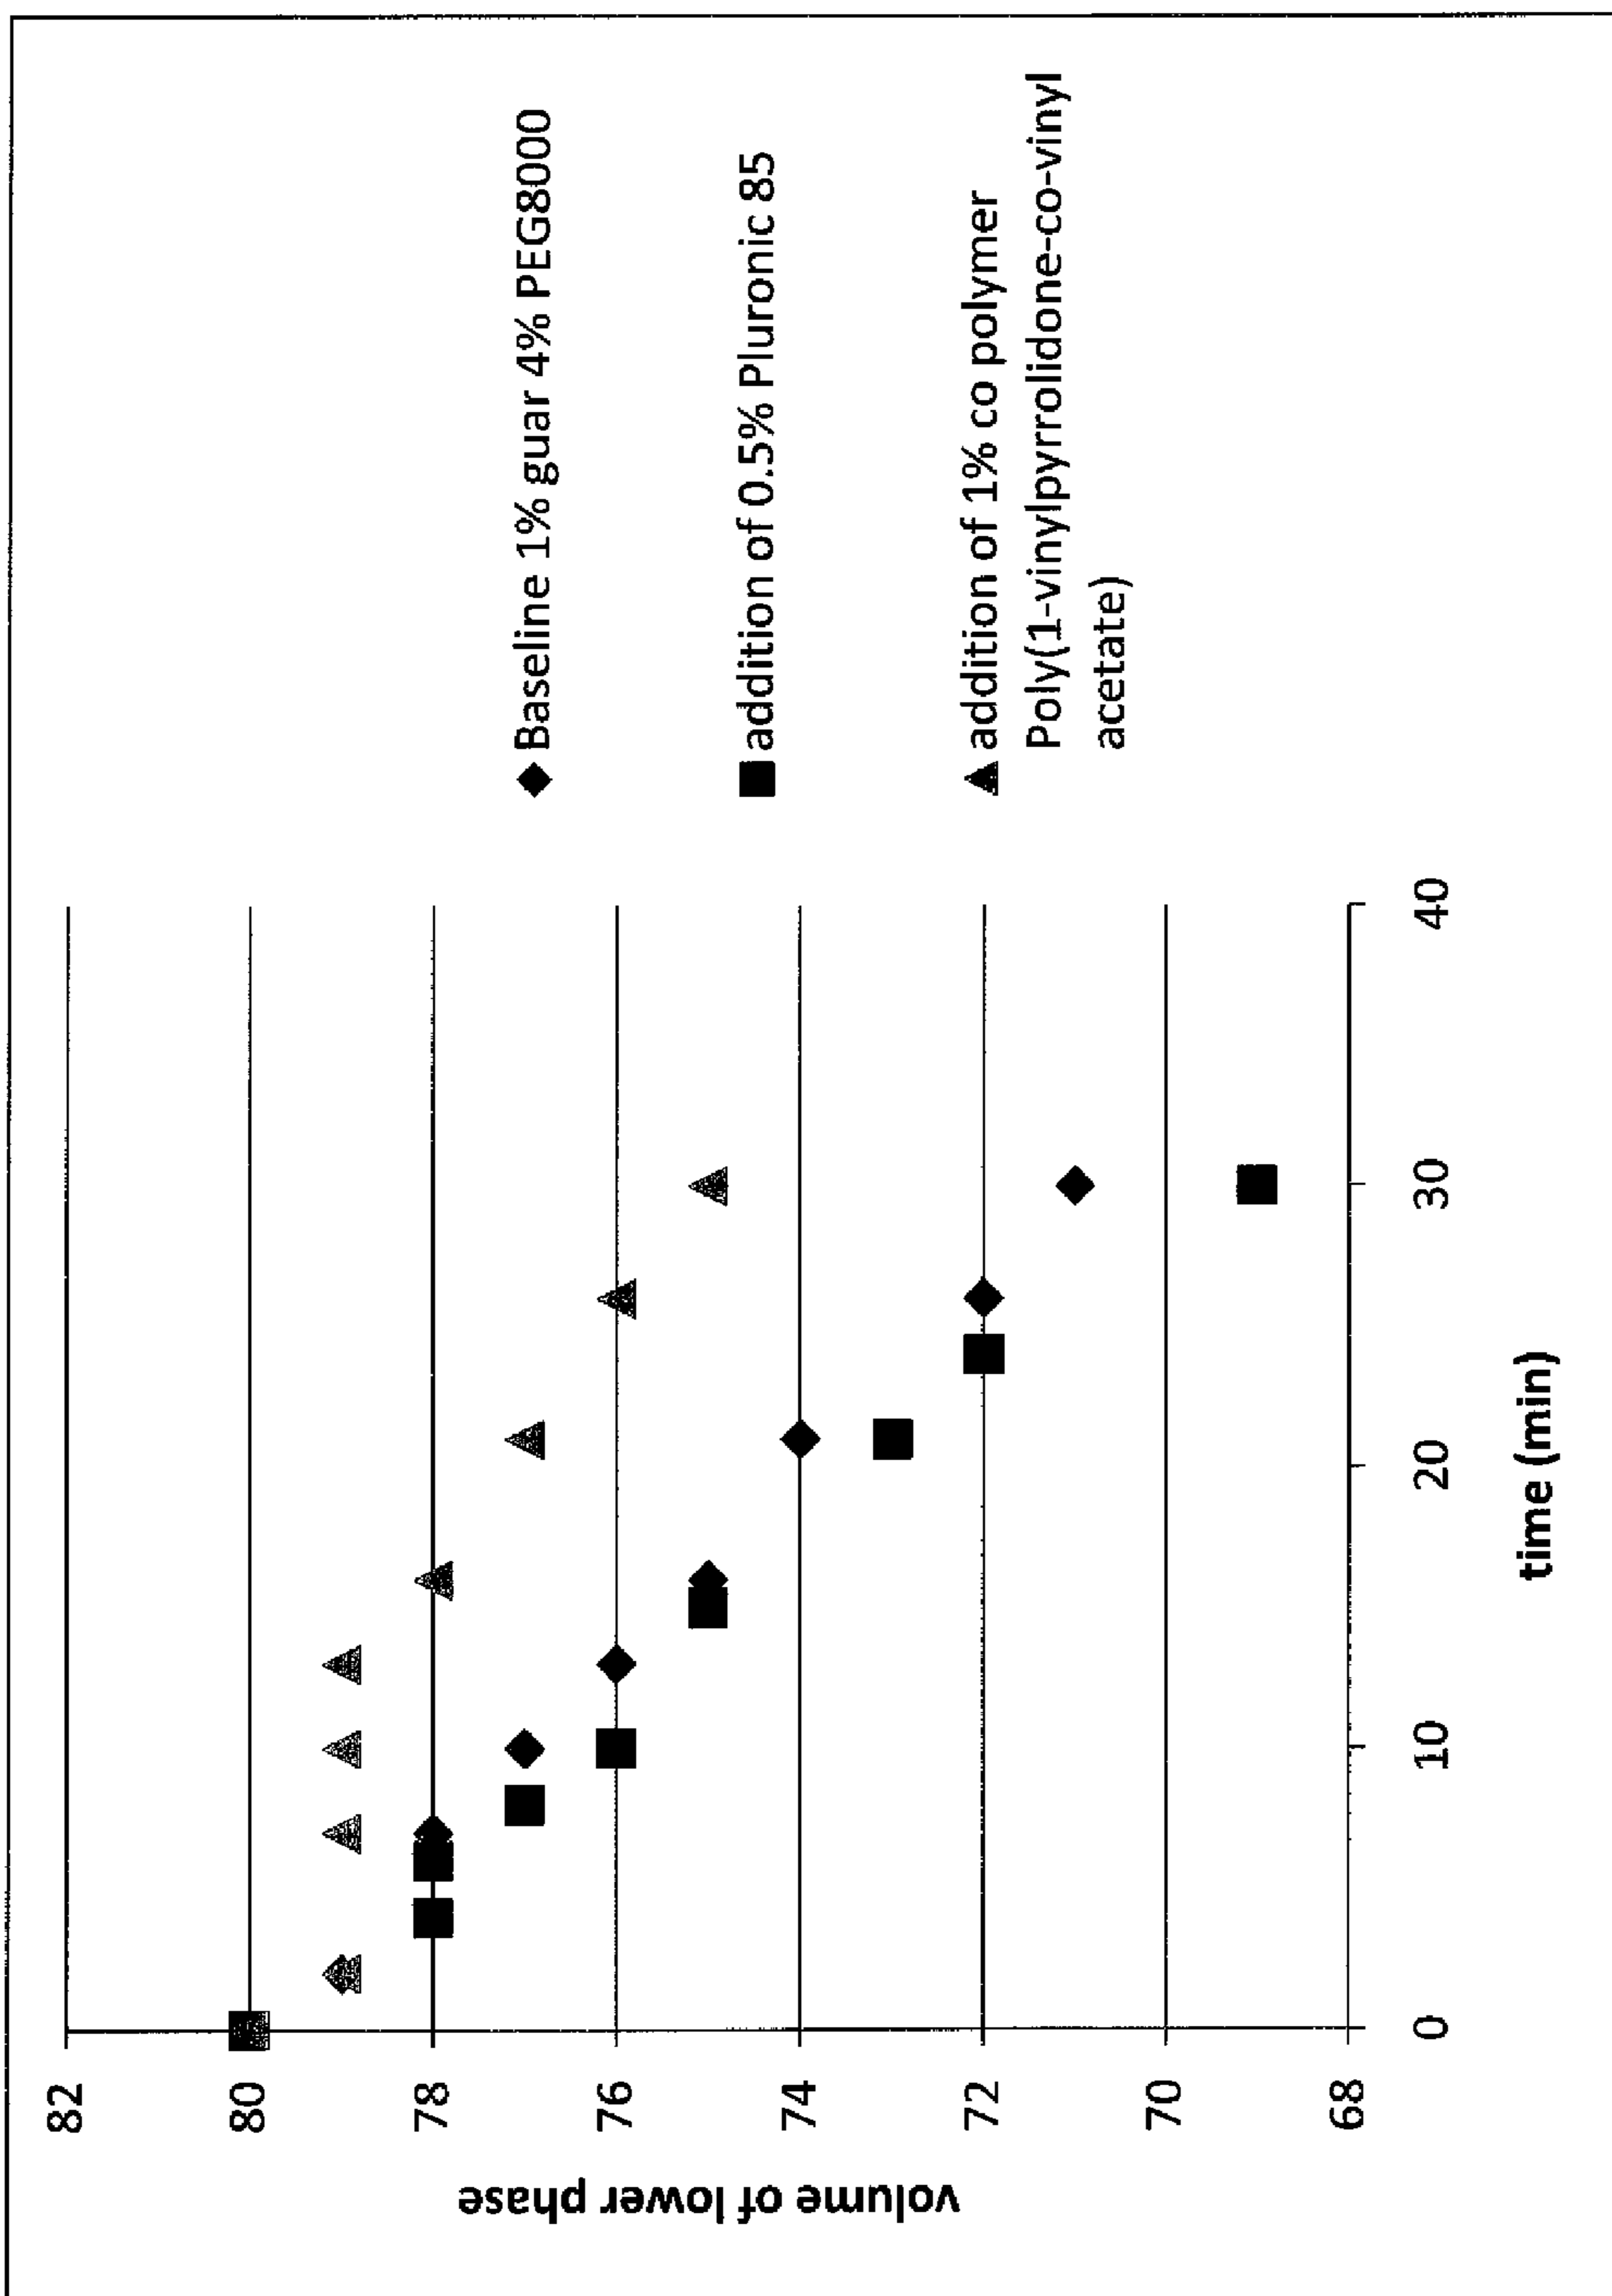 82
80
78
76
74
72
70
68
volume of lower phase
0
10
20
30
40
time (min)
Baseline 1% guar 4% PEG8000
addition of 0.5% Pluronic 85
addition of 1% co polymer
Poly(1-vinylpyrrolidone-co-vinyl
acetate)